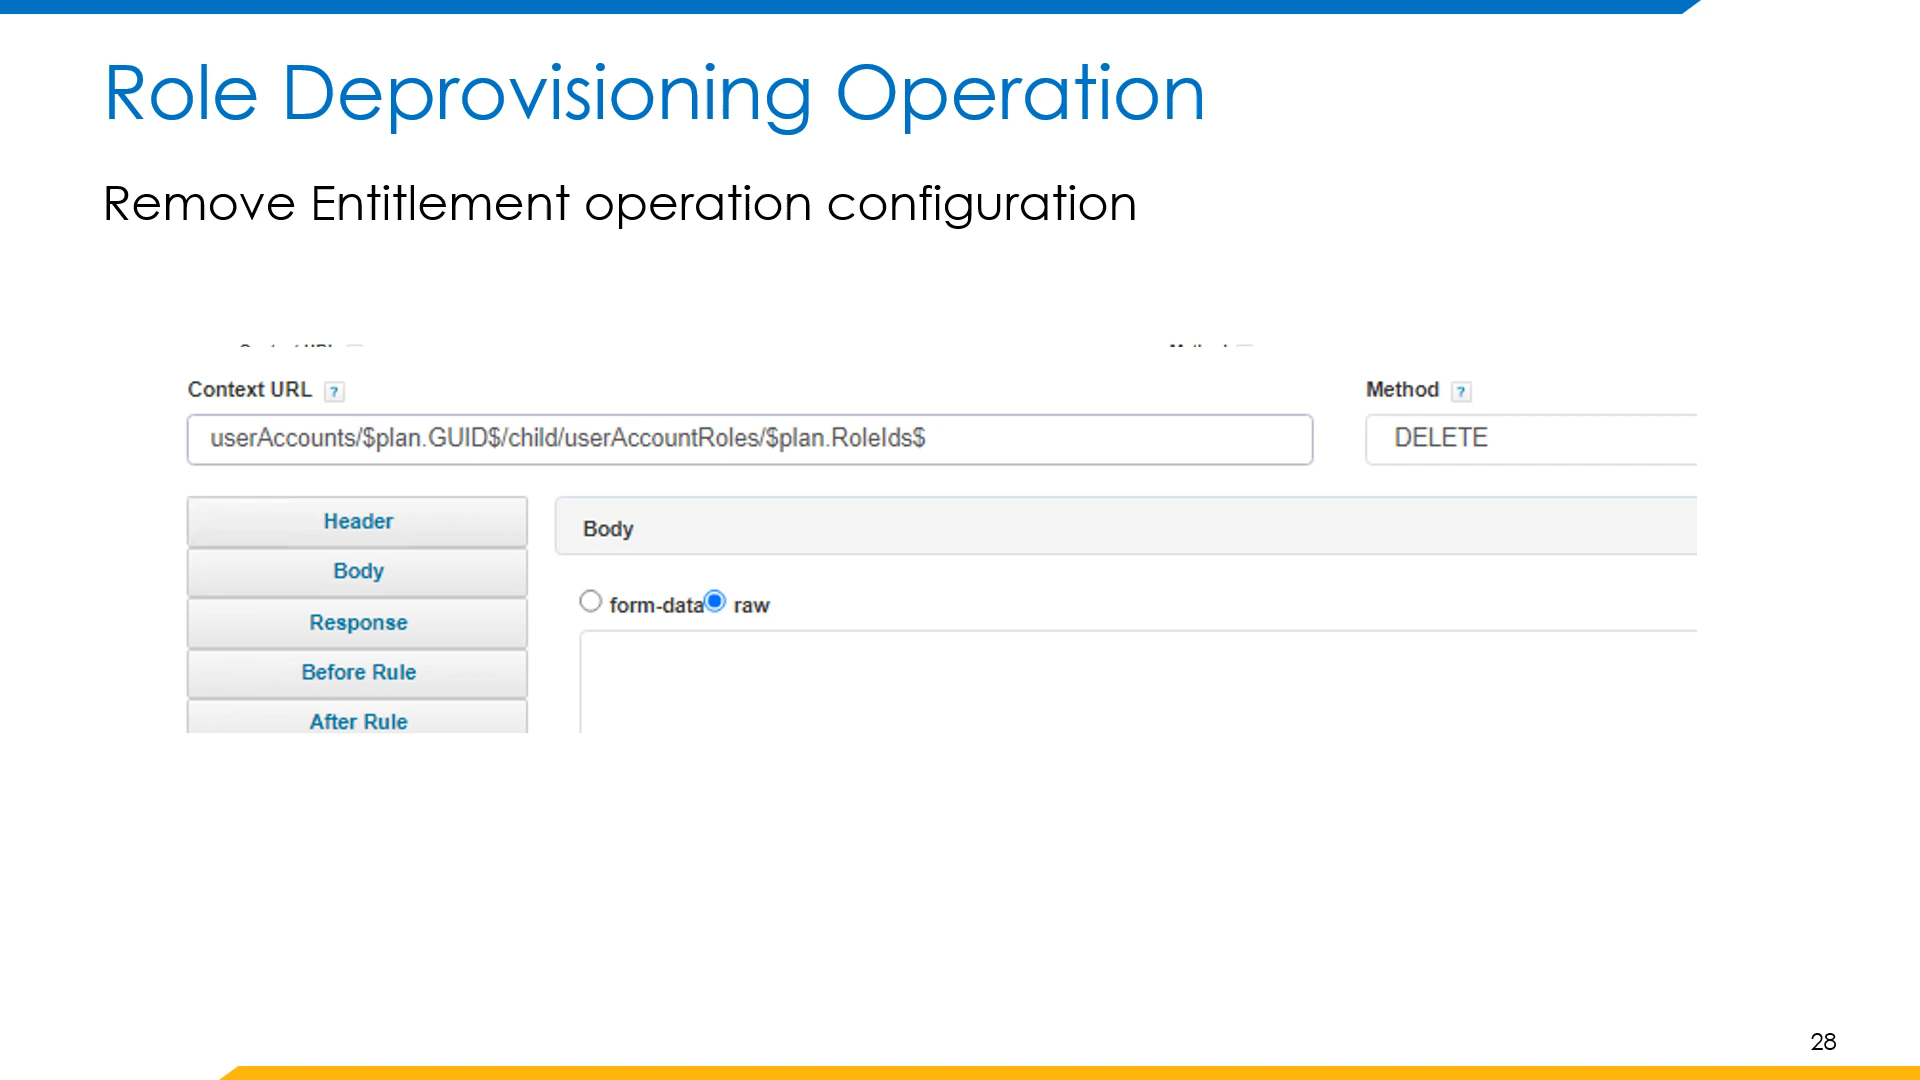 Role Deprovisioning Operation
Remove Entitlement operation configuration
Context URL ?
Method ?
userAccounts/$plan.GUID$/child/userAccountRoles/$plan.RoleIds$
DELETE
Header
Body
Response
Before Rule
After Rule
Body
form-data raw
28